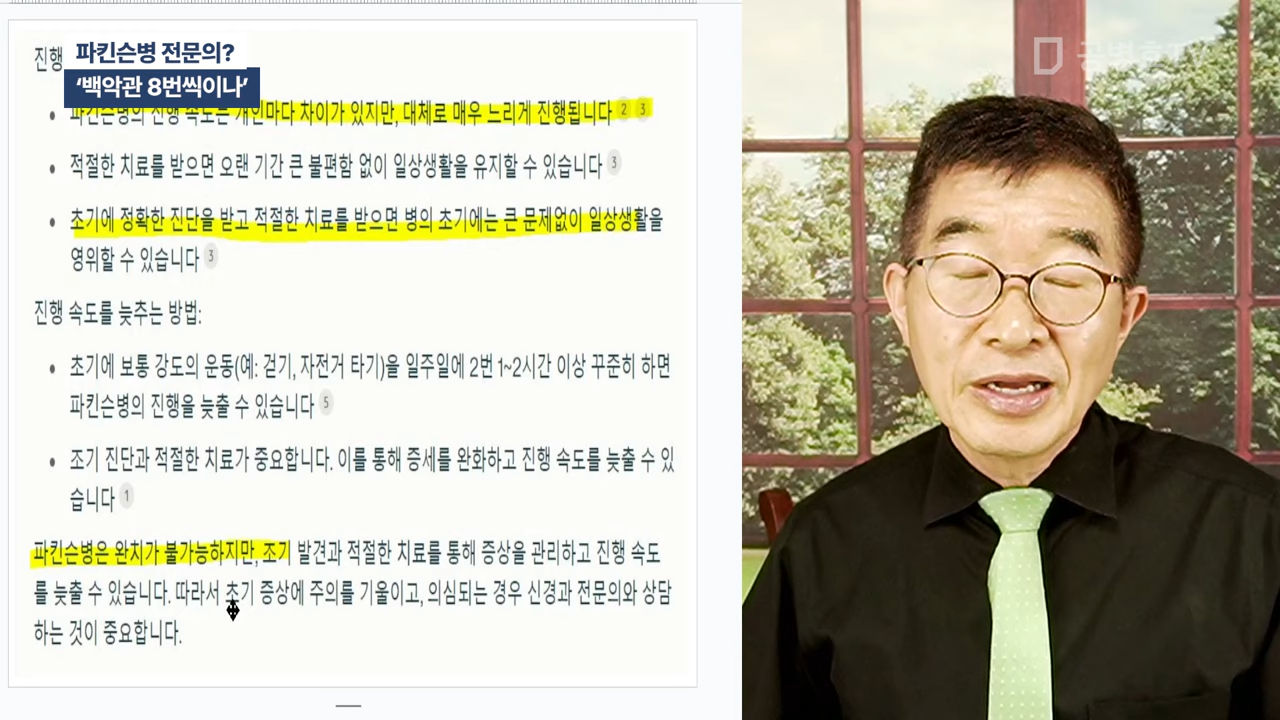 파킨슨병 전문의?
‘백악관 8번씩이나’
진행
파킨슨병의 진행 속도는 개인마다 차이가 있지만, 대체로 매우 느리게 진행됩니다 2 3
적절한 치료를 받으면 오랜 기간 큰 불편함 없이 일상생활을 유지할 수 있습니다 3
초기에 정확한 진단을 받고 적절한 치료를 받으면 병의 초기에는 큰 문제없이 일상생활을
영위할 수 있습니다 3
진행 속도를 늦추는 방법:
초기에 보통 강도의 운동(예: 걷기, 자전거 타기)을 일주일에 2번 1~2시간 이상 꾸준히 하면
파킨슨병의 진행을 늦출 수 있습니다 5
조기 진단과 적절한 치료가 중요합니다. 이를 통해 증세를 완화하고 진행 속도를 늦출 수 있
습니다 1
파킨슨병은 완치가 불가능하지만, 조기 발견과 적절한 치료를 통해 증상을 관리하고 진행 속도
를 늦출 수 있습니다. 따라서 초기 증상에 주의를 기울이고, 의심되는 경우 신경과 전문의와 상담
하는 것이 중요합니다.
공병호TV